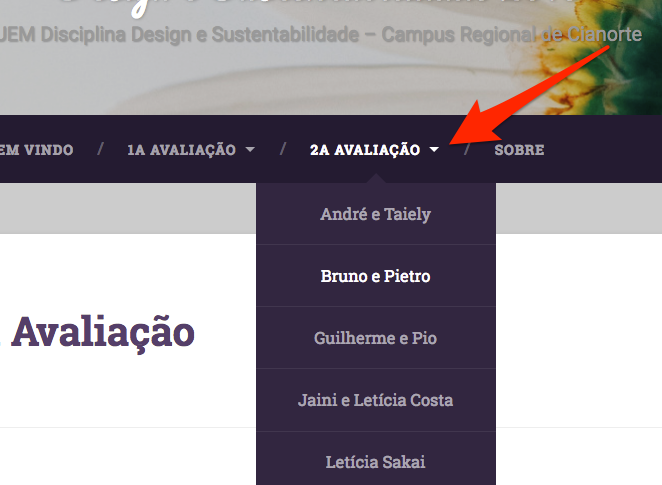 UEM Disciplina Design e Sustentabilidade – Campus Regional de Cianorte
EM VINDO / 1A AVALIAÇÃO / 2A AVALIAÇÃO / SOBRE
André e Taiely
Bruno e Pietro
Avaliação
Guilherme e Pio
Jaini e Letícia Costa
Letícia Sakai